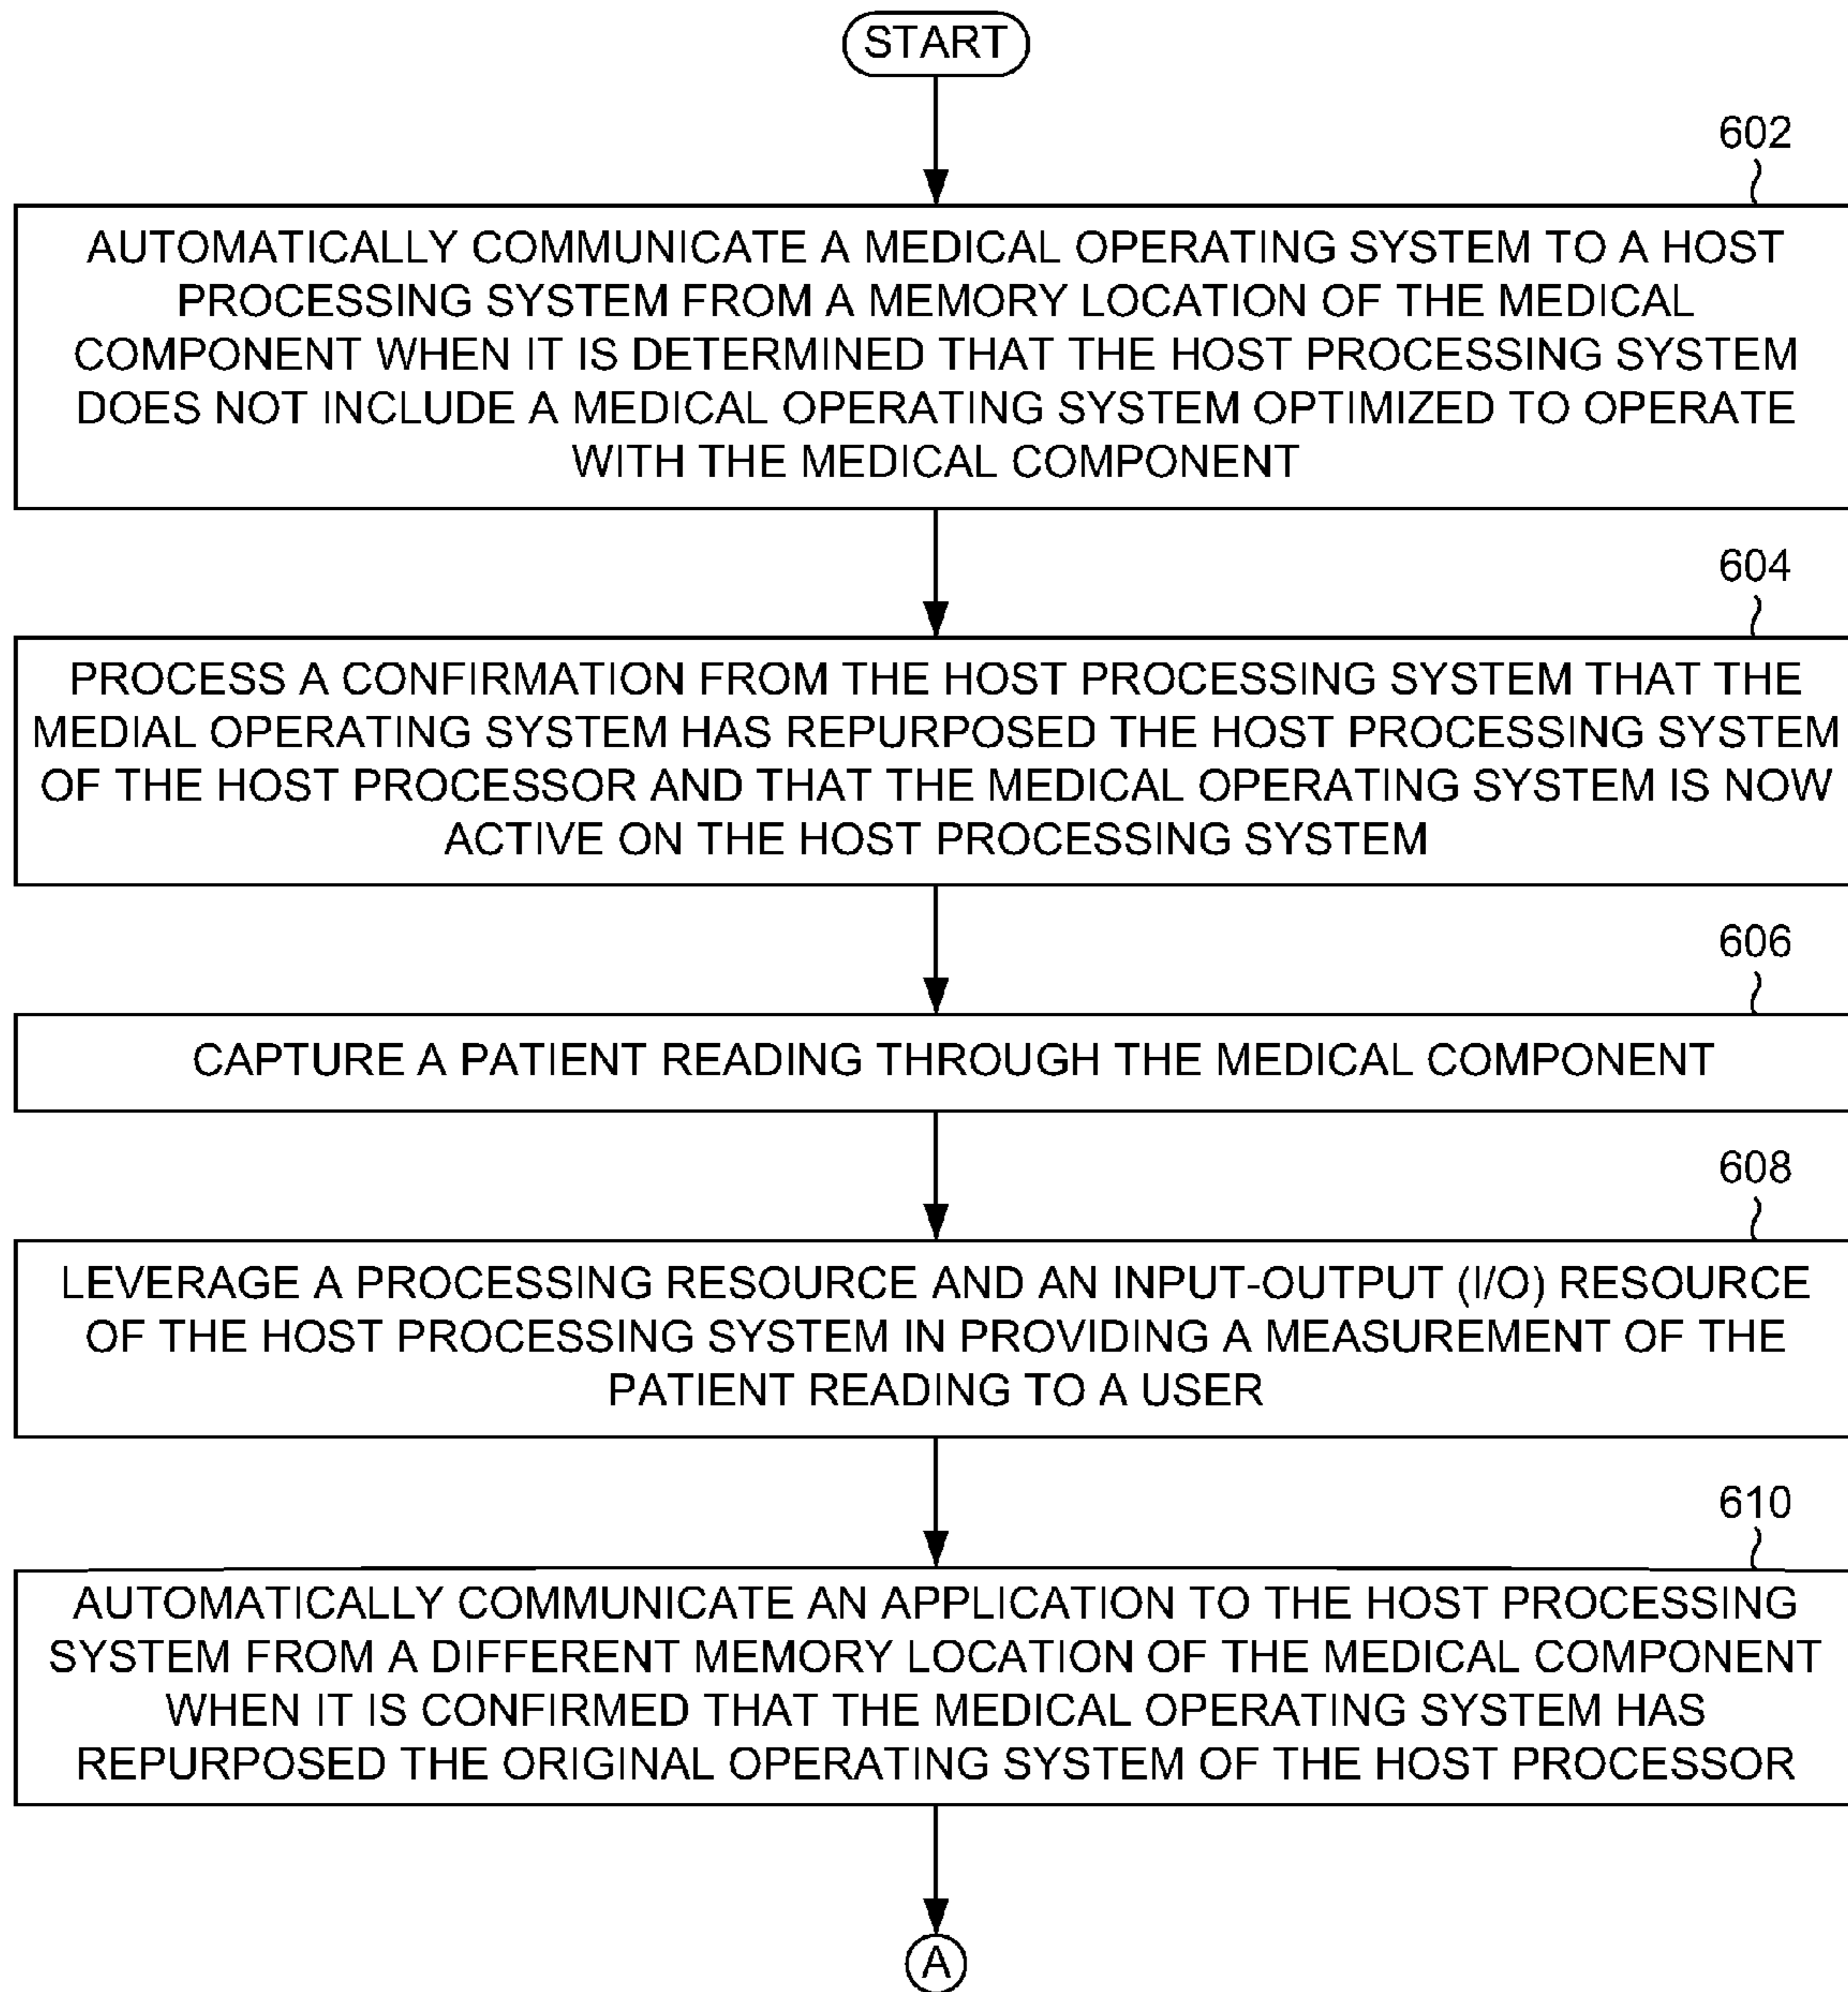 START
602
AUTOMATICALLY COMMUNICATE A MEDICAL OPERATING SYSTEM TO A HOST
PROCESSING SYSTEM FROM A MEMORY LOCATION OF THE MEDICAL
COMPONENT WHEN IT IS DETERMINED THAT THE HOST PROCESSING SYSTEM
DOES NOT INCLUDE A MEDICAL OPERATING SYSTEM OPTIMIZED TO OPERATE
WITH THE MEDICAL COMPONENT
604
PROCESS A CONFIRMATION FROM THE HOST PROCESSING SYSTEM THAT THE
MEDIAL OPERATING SYSTEM HAS REPURPOSED THE HOST PROCESSING SYSTEM
OF THE HOST PROCESSOR AND THAT THE MEDICAL OPERATING SYSTEM IS NOW
ACTIVE ON THE HOST PROCESSING SYSTEM
606
CAPTURE A PATIENT READING THROUGH THE MEDICAL COMPONENT
608
LEVERAGE A PROCESSING RESOURCE AND AN INPUT-OUTPUT (I/O) RESOURCE
OF THE HOST PROCESSING SYSTEM IN PROVIDING A MEASUREMENT OF THE
PATIENT READING TO A USER
610
AUTOMATICALLY COMMUNICATE AN APPLICATION TO THE HOST PROCESSING
SYSTEM FROM A DIFFERENT MEMORY LOCATION OF THE MEDICAL COMPONENT
WHEN IT IS CONFIRMED THAT THE MEDICAL OPERATING SYSTEM HAS
REPURPOSED THE ORIGINAL OPERATING SYSTEM OF THE HOST PROCESSOR
A